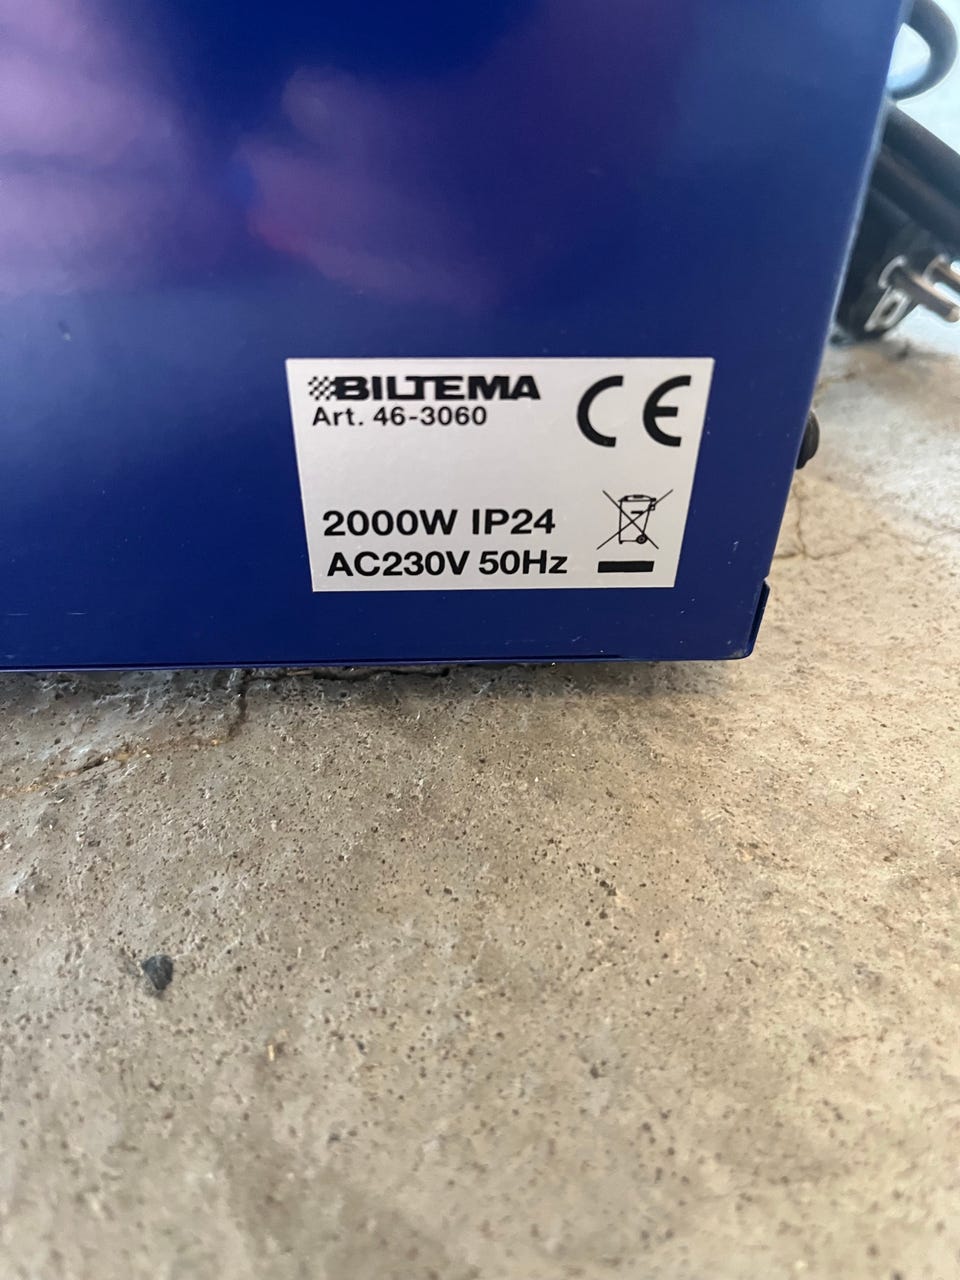 BILTEMA
Art. 46-3060
CE
2000W IP24
AC230V 50Hz